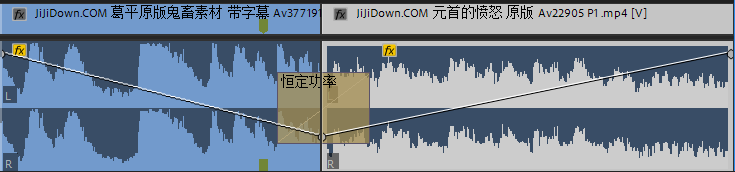 fx JiJiDown.COM 葛平原版鬼畜素材 带字幕 Av377191
fx JiJiDown.COM 元首的愤怒 原版 Av22905 P1.mp4 [V]
fx
fx
恒定功率
L
R
R